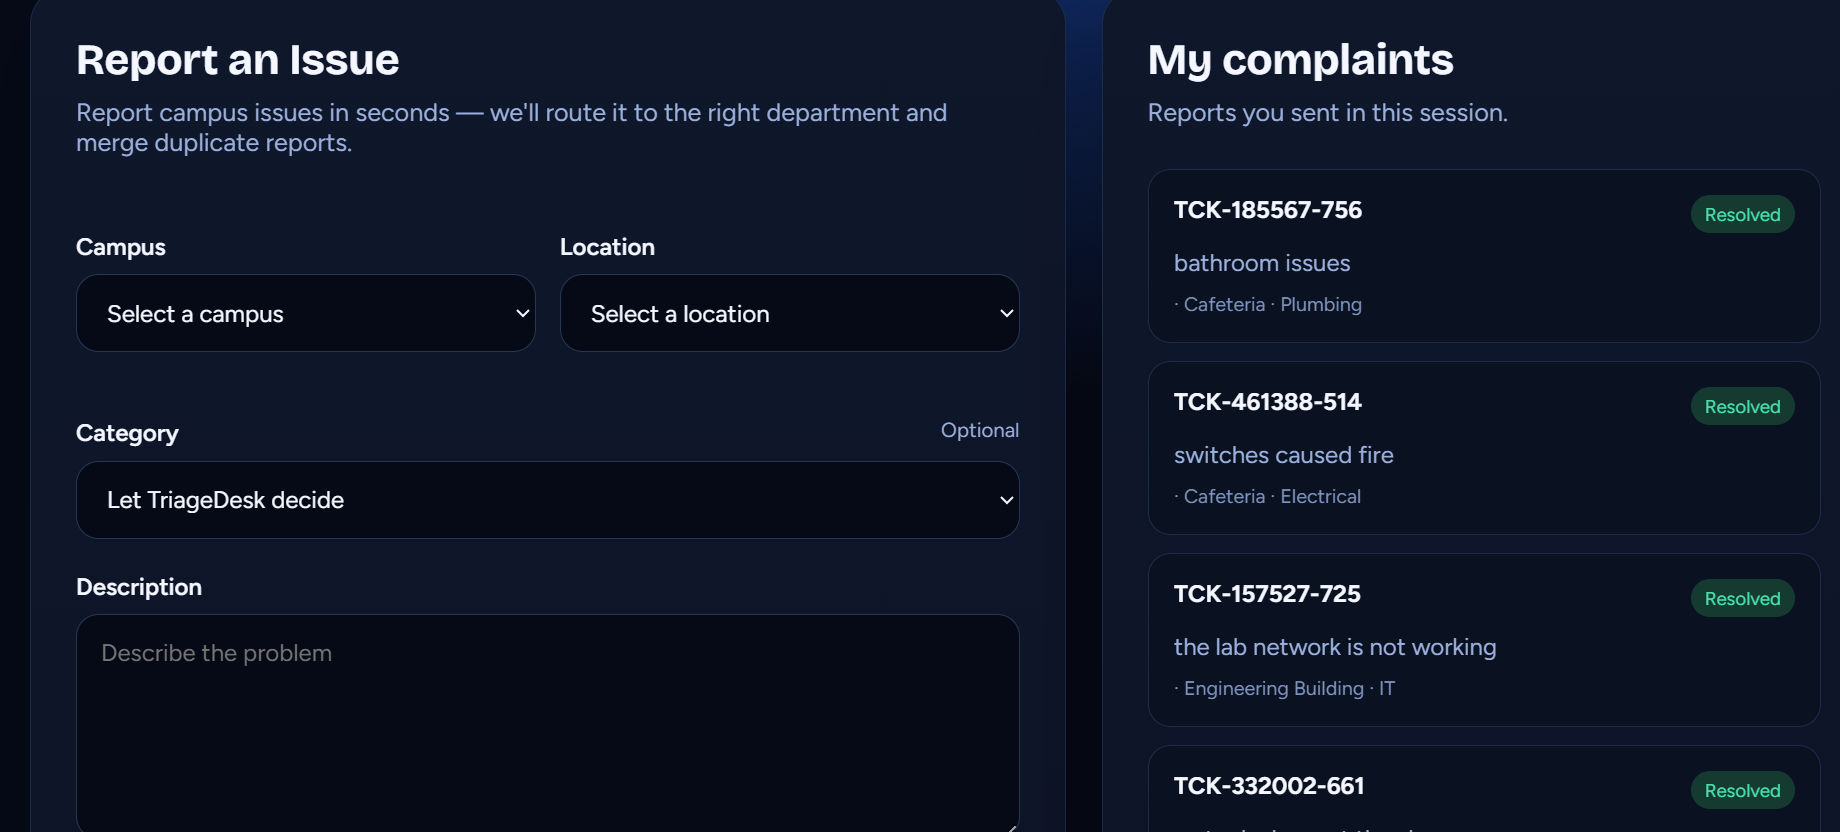 Report an Issue
Report campus issues in seconds — we'll route it to the right department and
merge duplicate reports.
Campus
Location
Select a campus
Select a location
Category
Optional
Let TriageDesk decide
Description
Describe the problem
My complaints
Reports you sent in this session.
TCK-185567-756
Resolved
bathroom issues
· Cafeteria · Plumbing
TCK-461388-514
Resolved
switches caused fire
· Cafeteria · Electrical
TCK-157527-725
Resolved
the lab network is not working
· Engineering Building · IT
TCK-332002-661
Resolved